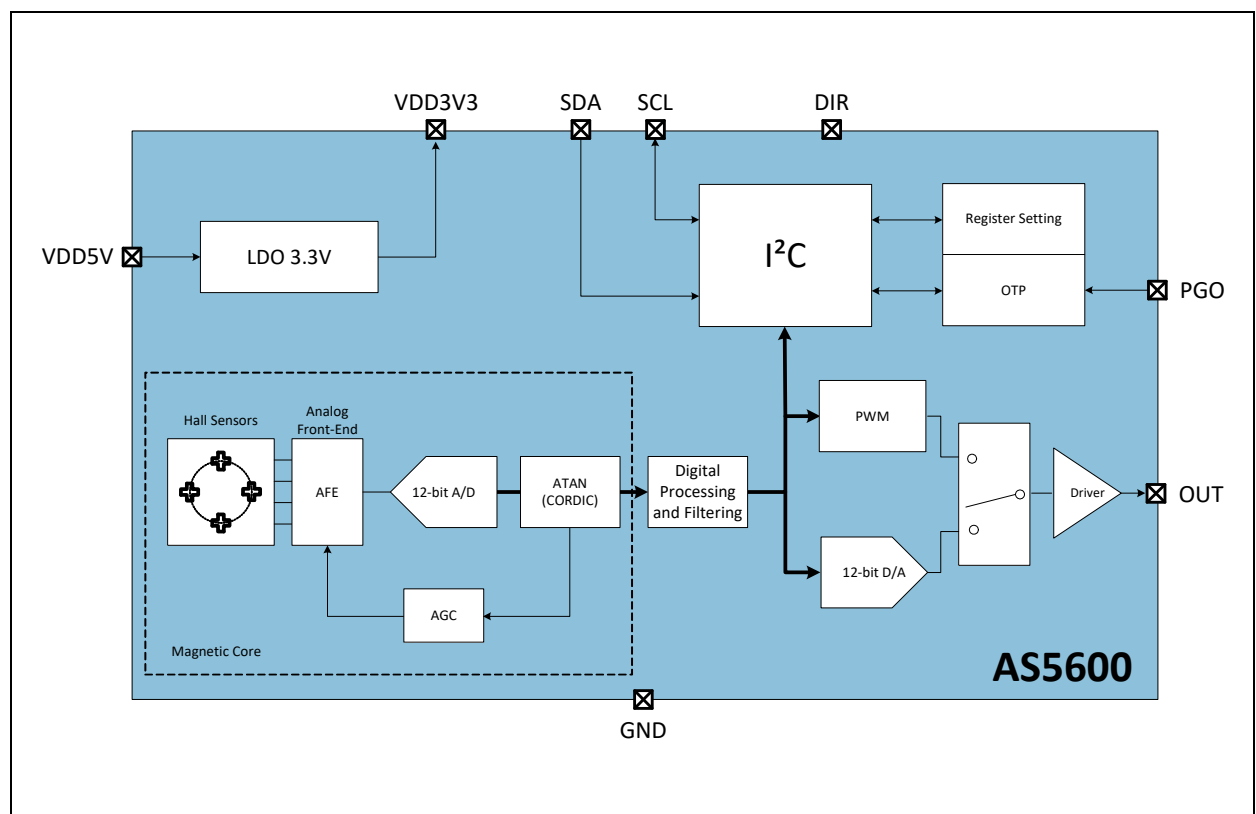 VDD3V3
SDA
SCL
DIR
VDD5V
LDO 3.3V
I²C
Register Setting
OTP
PGO
Hall Sensors
Analog
Front-End
AFE
12-bit A/D
ATAN
(CORDIC)
Digital
Processing
and Filtering
PWM
12-bit D/A
Driver
OUT
AGC
Magnetic Core
AS5600
GND